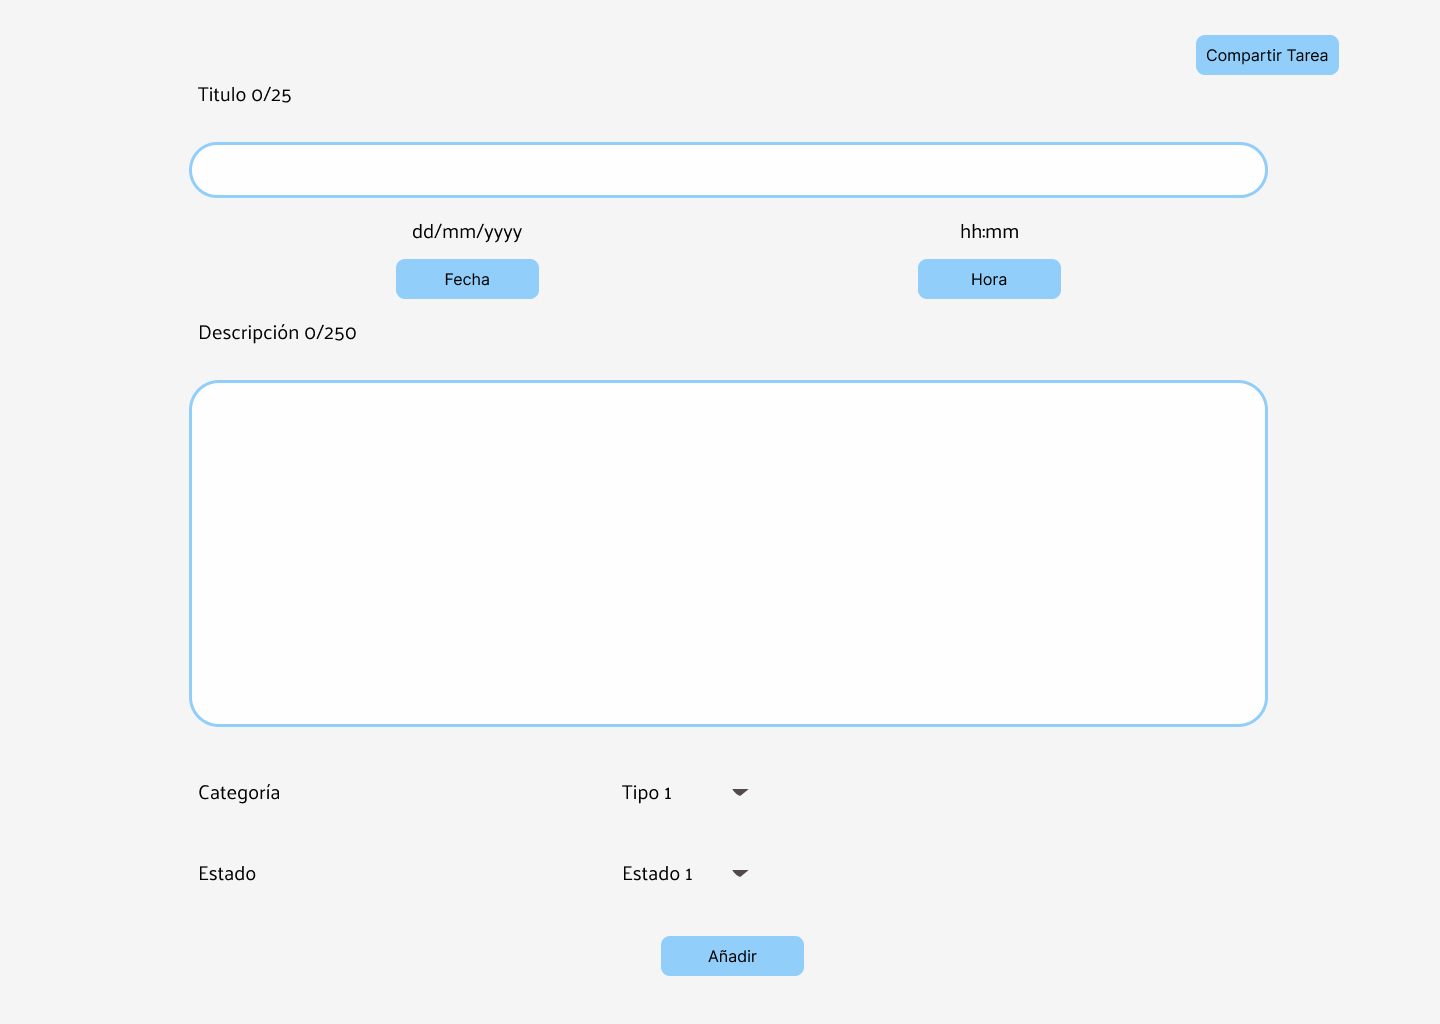 Compartir Tarea
Titulo 0/25
dd/mm/yyyy
hh:mm
Fecha
Hora
Descripción 0/250
Categoría
Tipo 1
Estado
Estado 1
Añadir